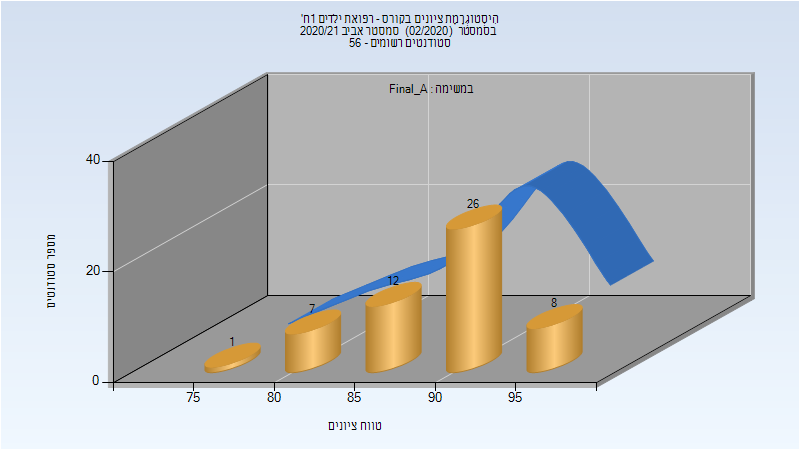 היסטוגרמת ציונים בקורס - רפואת ילדים 1ח'
בסמסטר (02/2020) סמסטר אביב 2020/21
סטודנטים רשומים - 56
במשימה : Final_A
מספר סטודנטים
40
20
0
1
7
12
26
8
75
80
85
90
95
טווח ציונים